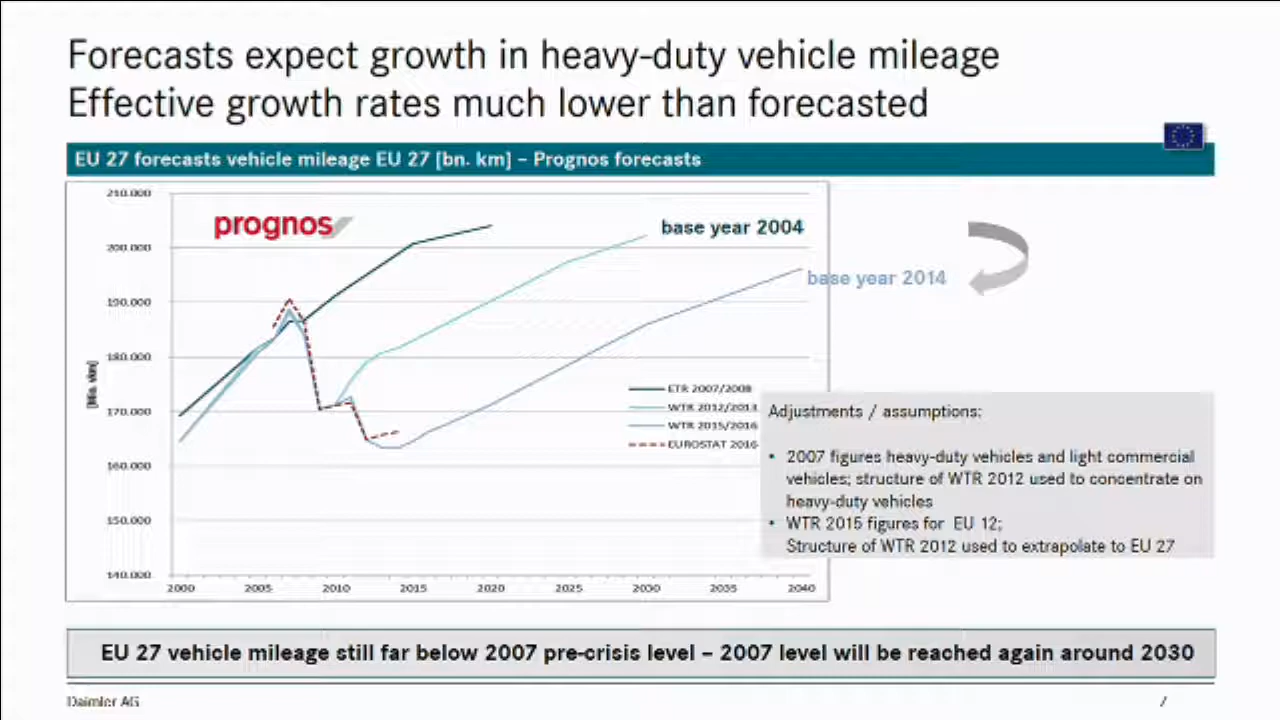 Forecasts expect growth in heavy-duty vehicle mileage
Effective growth rates much lower than forecasted
EU 27 forecasts vehicle mileage EU 27 [bn. km] – Prognos forecasts
prognos
base year 2004
base year 2014
[Mio. vkm]
210.000
200.000
190.000
180.000
170.000
160.000
150.000
140.000
2000 2005 2010 2015 2020 2025 2030 2035 2040
ETR 2007/2008
WTR 2012/2013
WTR 2015/2016
EUROSTAT 2016
Adjustments / assumptions:
• 2007 figures heavy-duty vehicles and light commercial
vehicles; structure of WTR 2012 used to concentrate on
heavy-duty vehicles
• WTR 2015 figures for EU 12;
Structure of WTR 2012 used to extrapolate to EU 27
EU 27 vehicle mileage still far below 2007 pre-crisis level – 2007 level will be reached again around 2030
Daimler AG
7